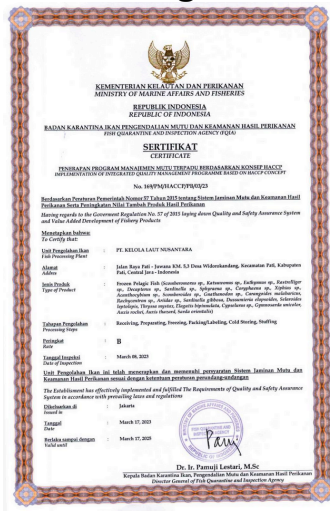 KEMENTERIAN KELAUTAN DAN PERIKANAN
MINISTRY OF MARINE AFFAIRS AND FISHERIES
REPUBLIK INDONESIA
REPUBLIC OF INDONESIA
BADAN KARANTINA IKAN PENGENDALIAN MUTU DAN KEAMANAN HASIL PERIKANAN
FISH QUARANTINE AND INSPECTION AGENCY (FQIA)
SERTIFIKAT
CERTIFICATE
PENERAPAN PROGRAM MANAJEMEN MUTU TERPADU BERDASARKAN KONSEP HACCP
IMPLEMENTATION OF INTEGRATED QUALITY MANAGEMENT PROGRAMME BASED ON HACCP CONCEPT
No. 169/PM/HACCP/PB/03/23
Berdasarkan Peraturan Pemerintah Nomor 57 Tahun 2015 tentang Sistem Jaminan Mutu dan Keamanan Hasil
Perikanan Serta Peningkatan Nilai Tambah Produk Hasil Perikanan
Having regards to the Goverment Regulation No. 57 of 2015 laying down Quality and Safety Assurance System
and Value Added Development of Fishery Products
Menetapkan bahwa:
To Certify that:
Unit Pengolahan Ikan : PT. KELOLA LAUT NUSANTARA
Fish Processing Plant
Alamat : Jalan Raya Pati - Juwana KM. 5,3 Desa Widorokandang, Kecamatan Pati, Kabupaten
Address Pati, Central Java - Indonesia
Jenis Produk : Frozen Pelagic Fish
Type of Product
Tahapan Pengolahan : Receiving, Preparing, Freezing, Packing/Labeling, Cold Storing, Stuffing
Processing Steps
Peringkat : B
Rate
Tanggal Inspeksi : March 08, 2023
Date of Inspection
Unit Pengolahan Ikan ini telah menerapkan dan memenuhi persyaratan Sistem Jaminan Mutu dan
Keamanan Hasil Perikanan sesuai dengan ketentuan peraturan perundang-undangan
The Establishment has effectively implemented and fulfilled The Requirements of Quality and Safety Assurance
System in accordance with prevailing laws and regulations
Dikeluarkan di : Jakarta
Issued in
Tanggal : March 17, 2023
Date
Berlaku sampai dengan : March 17, 2025
Valid until
Dr. Ir. Pamuji Lestari, M.Sc
Kepala Badan Karantina Ikan, Pengendalian Mutu dan Keamanan Hasil Perikanan
Director General of Fish Quarantine and Inspection Agency